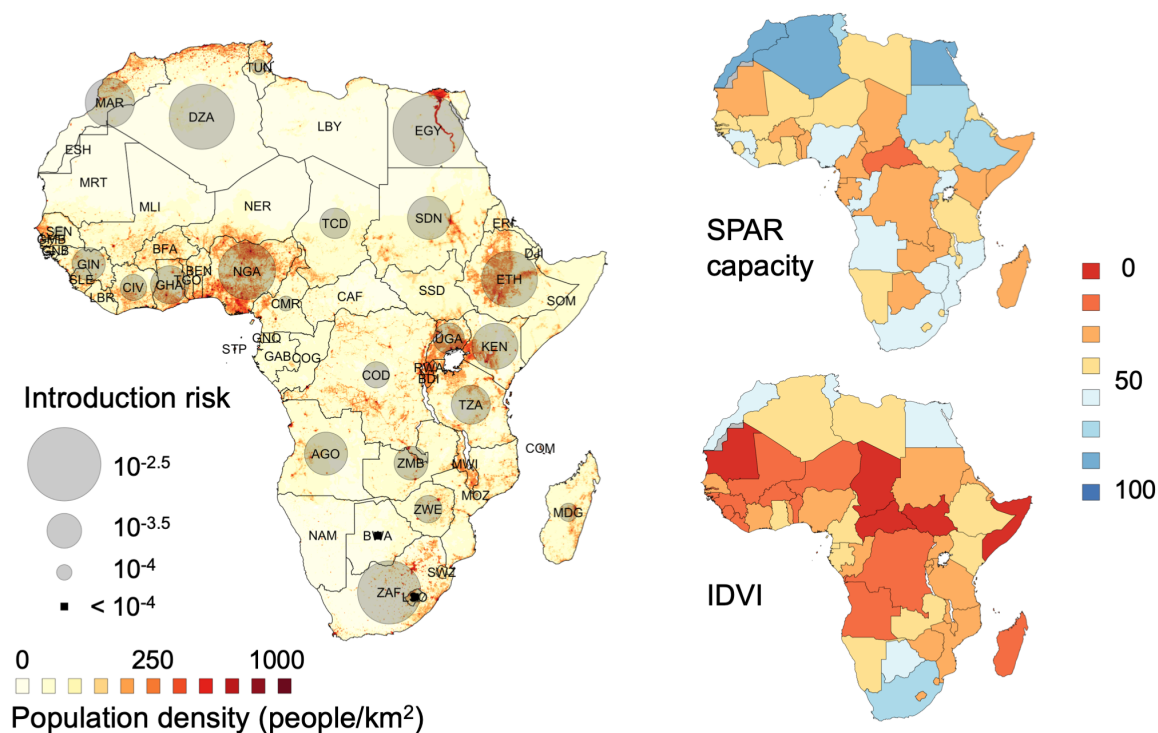 TUN
MAR
DZA
LBY
EGY
ESH
MRT
MLI
NER
TCD
SDN
ERI
SEN
GMB
GNB
BFA
DJI
GIN
BEN
NGA
ETH
SLE
CIV
GHA
TGO
LBR
CMR
CAF
SSD
SOM
GNQ
STP
GAB
COG
UGA
KEN
RWA
BDI
COD
TZA
AGO
ZMB
MWI
COM
MOZ
ZWE
MDG
NAM
BWA
SWZ
ZAF
Introduction risk
10-2.5
10-3.5
10-4
< 10-4
0 250 1000
Population density (people/km²)
SPAR
capacity
0
50
100
IDVI